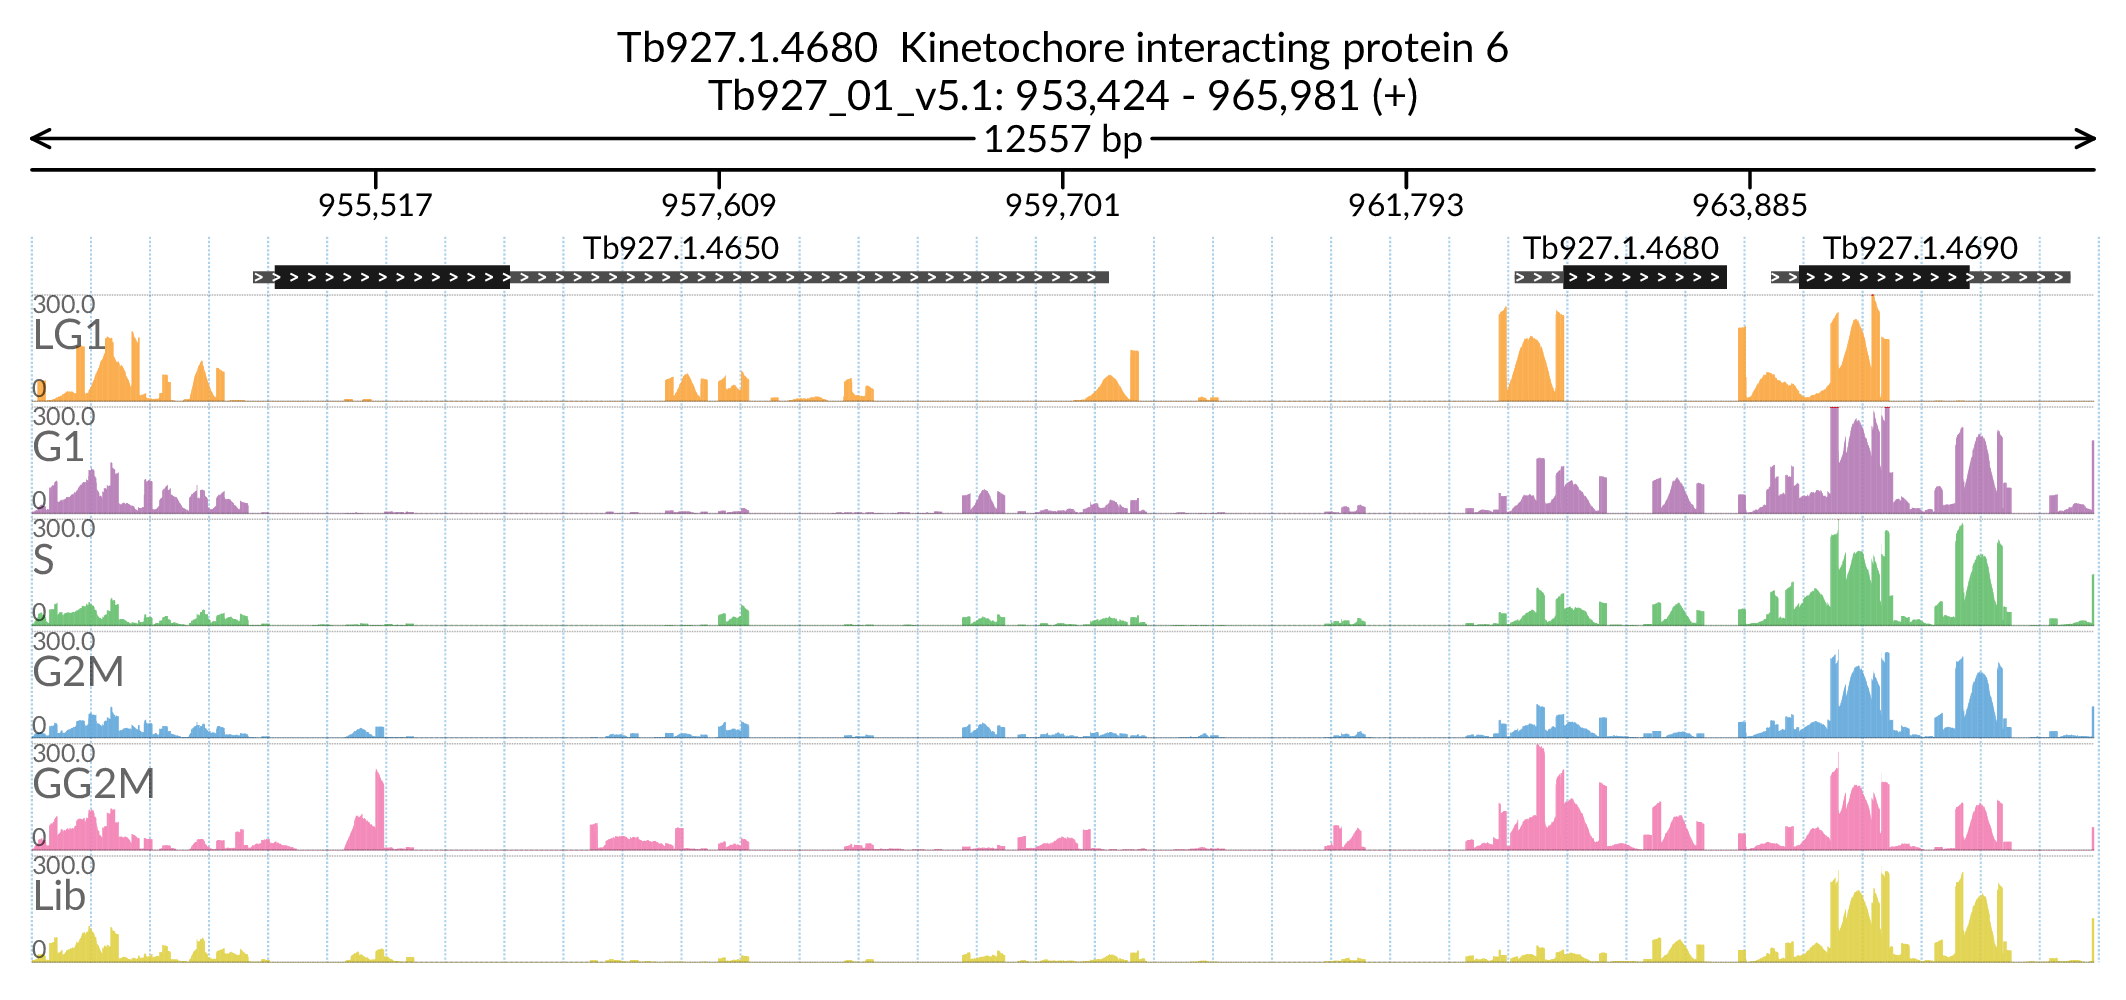 Tb927.1.4680 Kinetochore interacting protein 6
Tb927_01_v5.1: 953,424 - 965,981 (+)
12557 bp
955,517 957,609 959,701 961,793 963,885
Tb927.1.4650 Tb927.1.4680 Tb927.1.4690
300.0
LG1
0
300.0
G1
0
300.0
S
0
300.0
G2M
0
300.0
GG2M
0
300.0
Lib
0